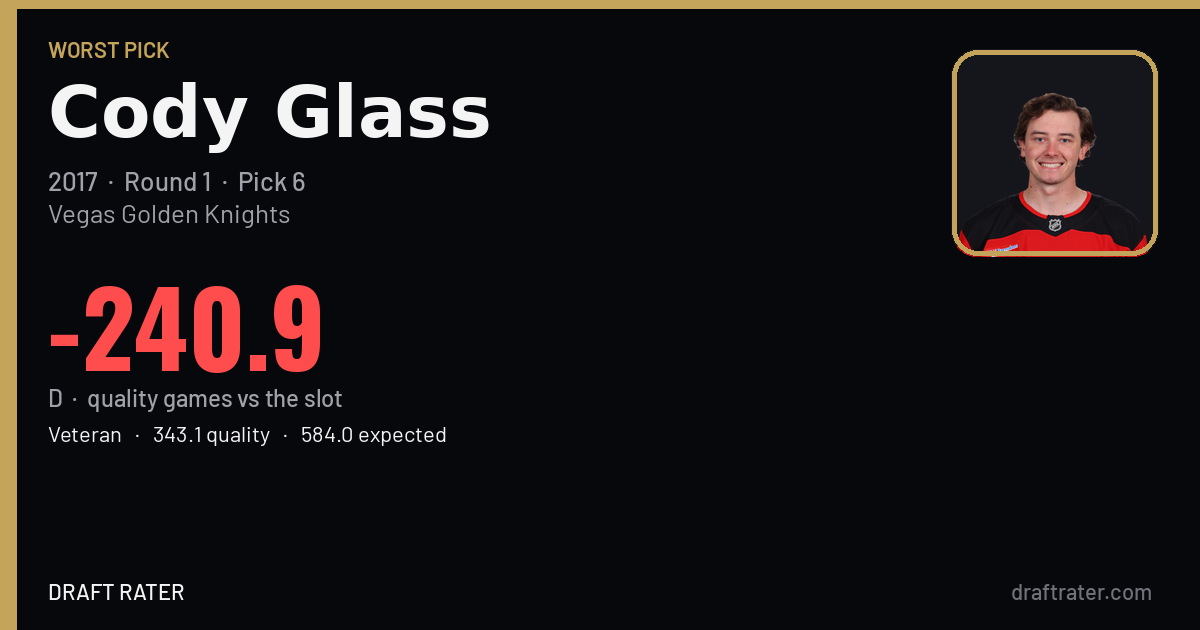 WORST PICK
Cody Glass
2017 · Round 1 · Pick 6
Vegas Golden Knights
-240.9
D · quality games vs the slot
Veteran · 343.1 quality · 584.0 expected
DRAFT RATER
draftrater.com